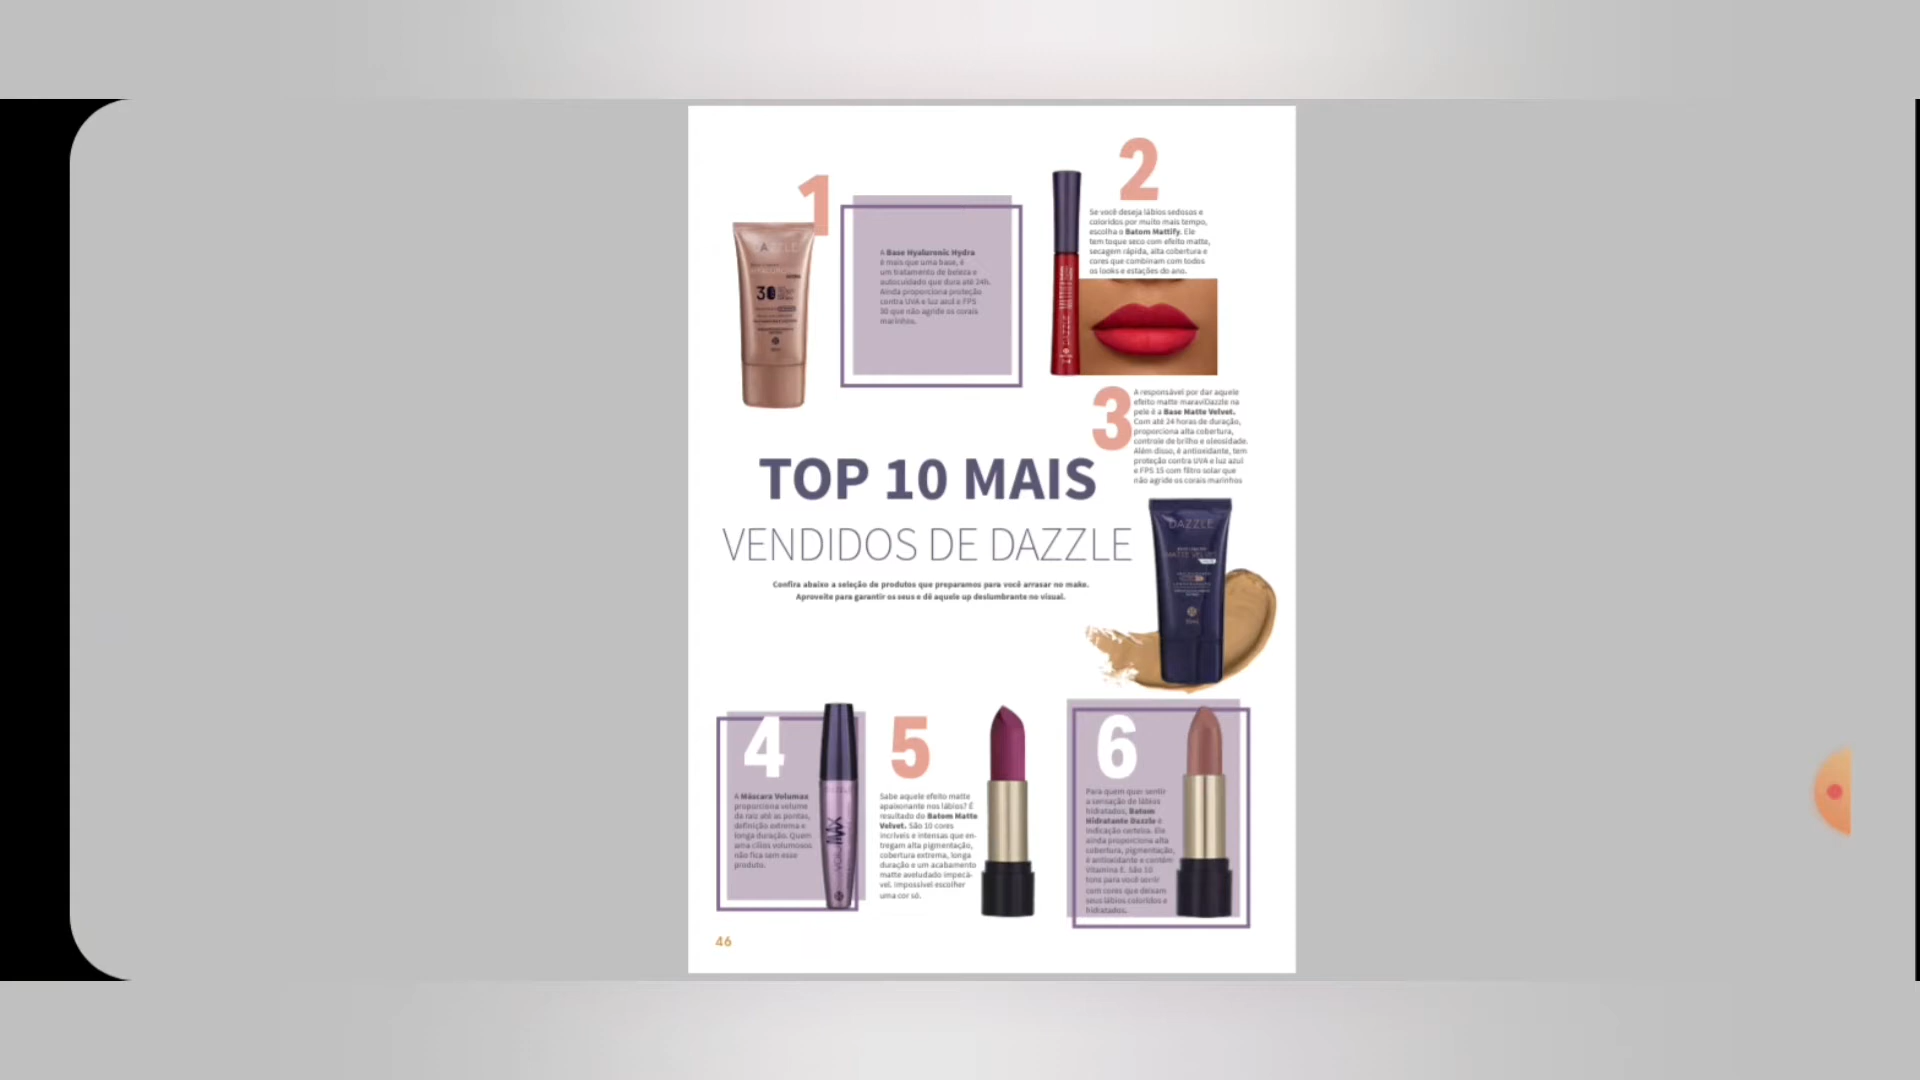 1
DAZZLE
HYALURONIC
30
A Base Hyaluronic Hydra
é mais que uma base, é
um tratamento de beleza e
autocuidado que dura até 24h.
Ainda proporciona proteção
contra UVA e luz azul e FPS
30 que não agride os corais
marinhos.
2
Se você deseja lábios sedosos e
coloridos por muito mais tempo,
escolha o Batom Mattify. Ele
tem toque seco com efeito matte,
secagem rápida, alta cobertura e
cores que combinam com todos
os looks e estações do ano.
DAZZLE
3
A responsável por dar aquele
efeito matte maraviDazzle na
pele é a Base Matte Velvet.
Com até 24 horas de duração,
proporciona alta cobertura,
controle de brilho e oleosidade.
Além disso, é antioxidante, tem
proteção contra UVA e luz azul
e FPS 15 com filtro solar que
não agride os corais marinhos
DAZZLE
MATTE VELVET
TOP 10 MAIS
VENDIDOS DE DAZZLE
Confira abaixo a seleção de produtos que preparamos para você arrasar no make.
Aproveite para garantir os seus e dê aquele up deslumbrante no visual.
4
A Máscara Volumax
proporciona volume
da raiz até as pontas,
definição extrema e
longa duração. Quem
ama cílios volumosos
não fica sem esse
produto.
5
Sabe aquele efeito matte
apaixonante nos lábios? É
resultado do Batom Matte
Velvet. São 10 cores
incríveis e intensas que en-
tregam alta pigmentação,
cobertura extrema, longa
duração e um acabamento
matte aveludado impecá-
vel. Impossível escolher
uma cor só.
6
Para quem quer sentir
a sensação de lábios
hidratados, Batom
Hidratante Dazzle é
indicação certeira. Ele
ainda proporciona alta
cobertura, pigmentação,
é antioxidante e contém
Vitamina E. São 10
tons para você sorrir
com cores que deixam
seus lábios coloridos e
hidratados.
46